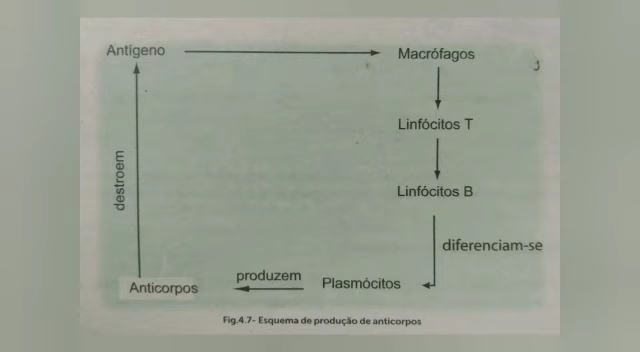 Antígeno
Macrófagos
Linfócitos T
Linfócitos B
destroem
diferenciam-se
Anticorpos
produzem
Plasmócitos
Fig.4.7- Esquema de produção de anticorpos